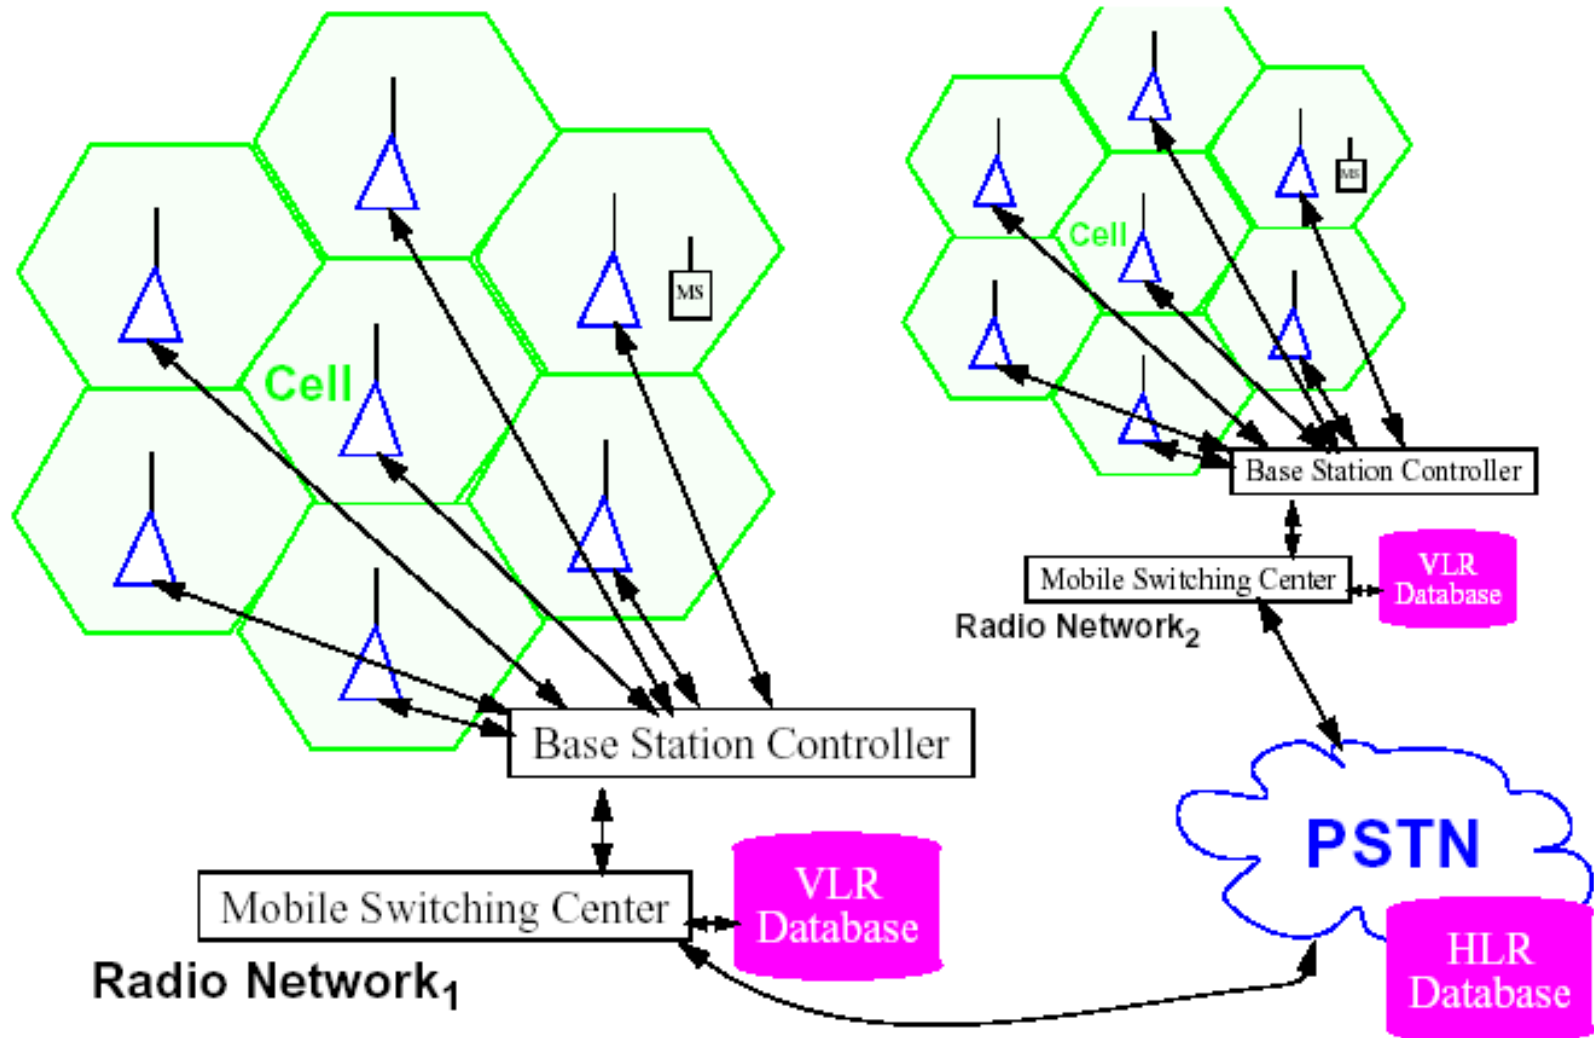 MS
Cell
Base Station Controller
Mobile Switching Center
VLR
Database
Radio Network1
MS
Cell
Base Station Controller
Mobile Switching Center
VLR
Database
Radio Network2
PSTN
HLR
Database